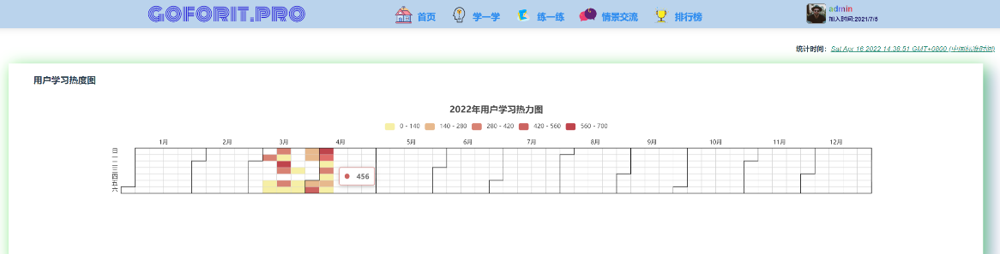 GOFORIT.PRO 首页 学一学 练一练 情景交流 排行榜 admin
加入时间:2021/7/5
统计时间: Sat Apr 16 2022 14:38:51 GMT+0800 (中国标准时间)
用户学习热度图
2022年用户学习热力图
0 - 140 140 - 280 280 - 420 420 - 560 560 - 700
1月 2月 3月 4月 5月 6月 7月 8月 9月 10月 11月 12月
日
一
二
三
四
五
六
456